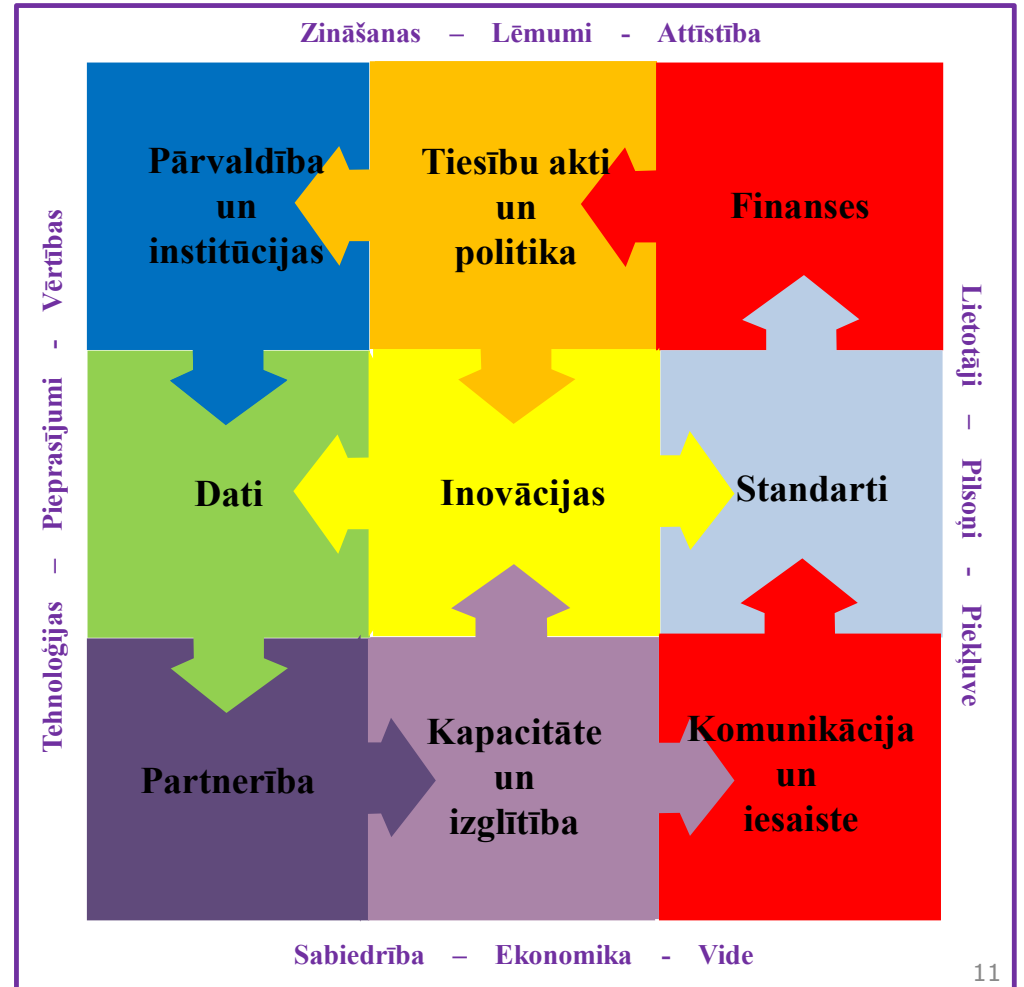 Zināšanas – Lēmumi - Attīstība
Pārvaldība
un
institūcijas
Tiesību akti
un
politika
Finanses
Dati
Inovācijas
Standarti
Partnerība
Kapacitāte
un
izglītība
Komunikācija
un
iesaiste
Tehnoloģijas – Pieprasījumi - Vērtības
Lietotāji – Pilsoņi - Piekļuve
Sabiedrība – Ekonomika - Vide
11